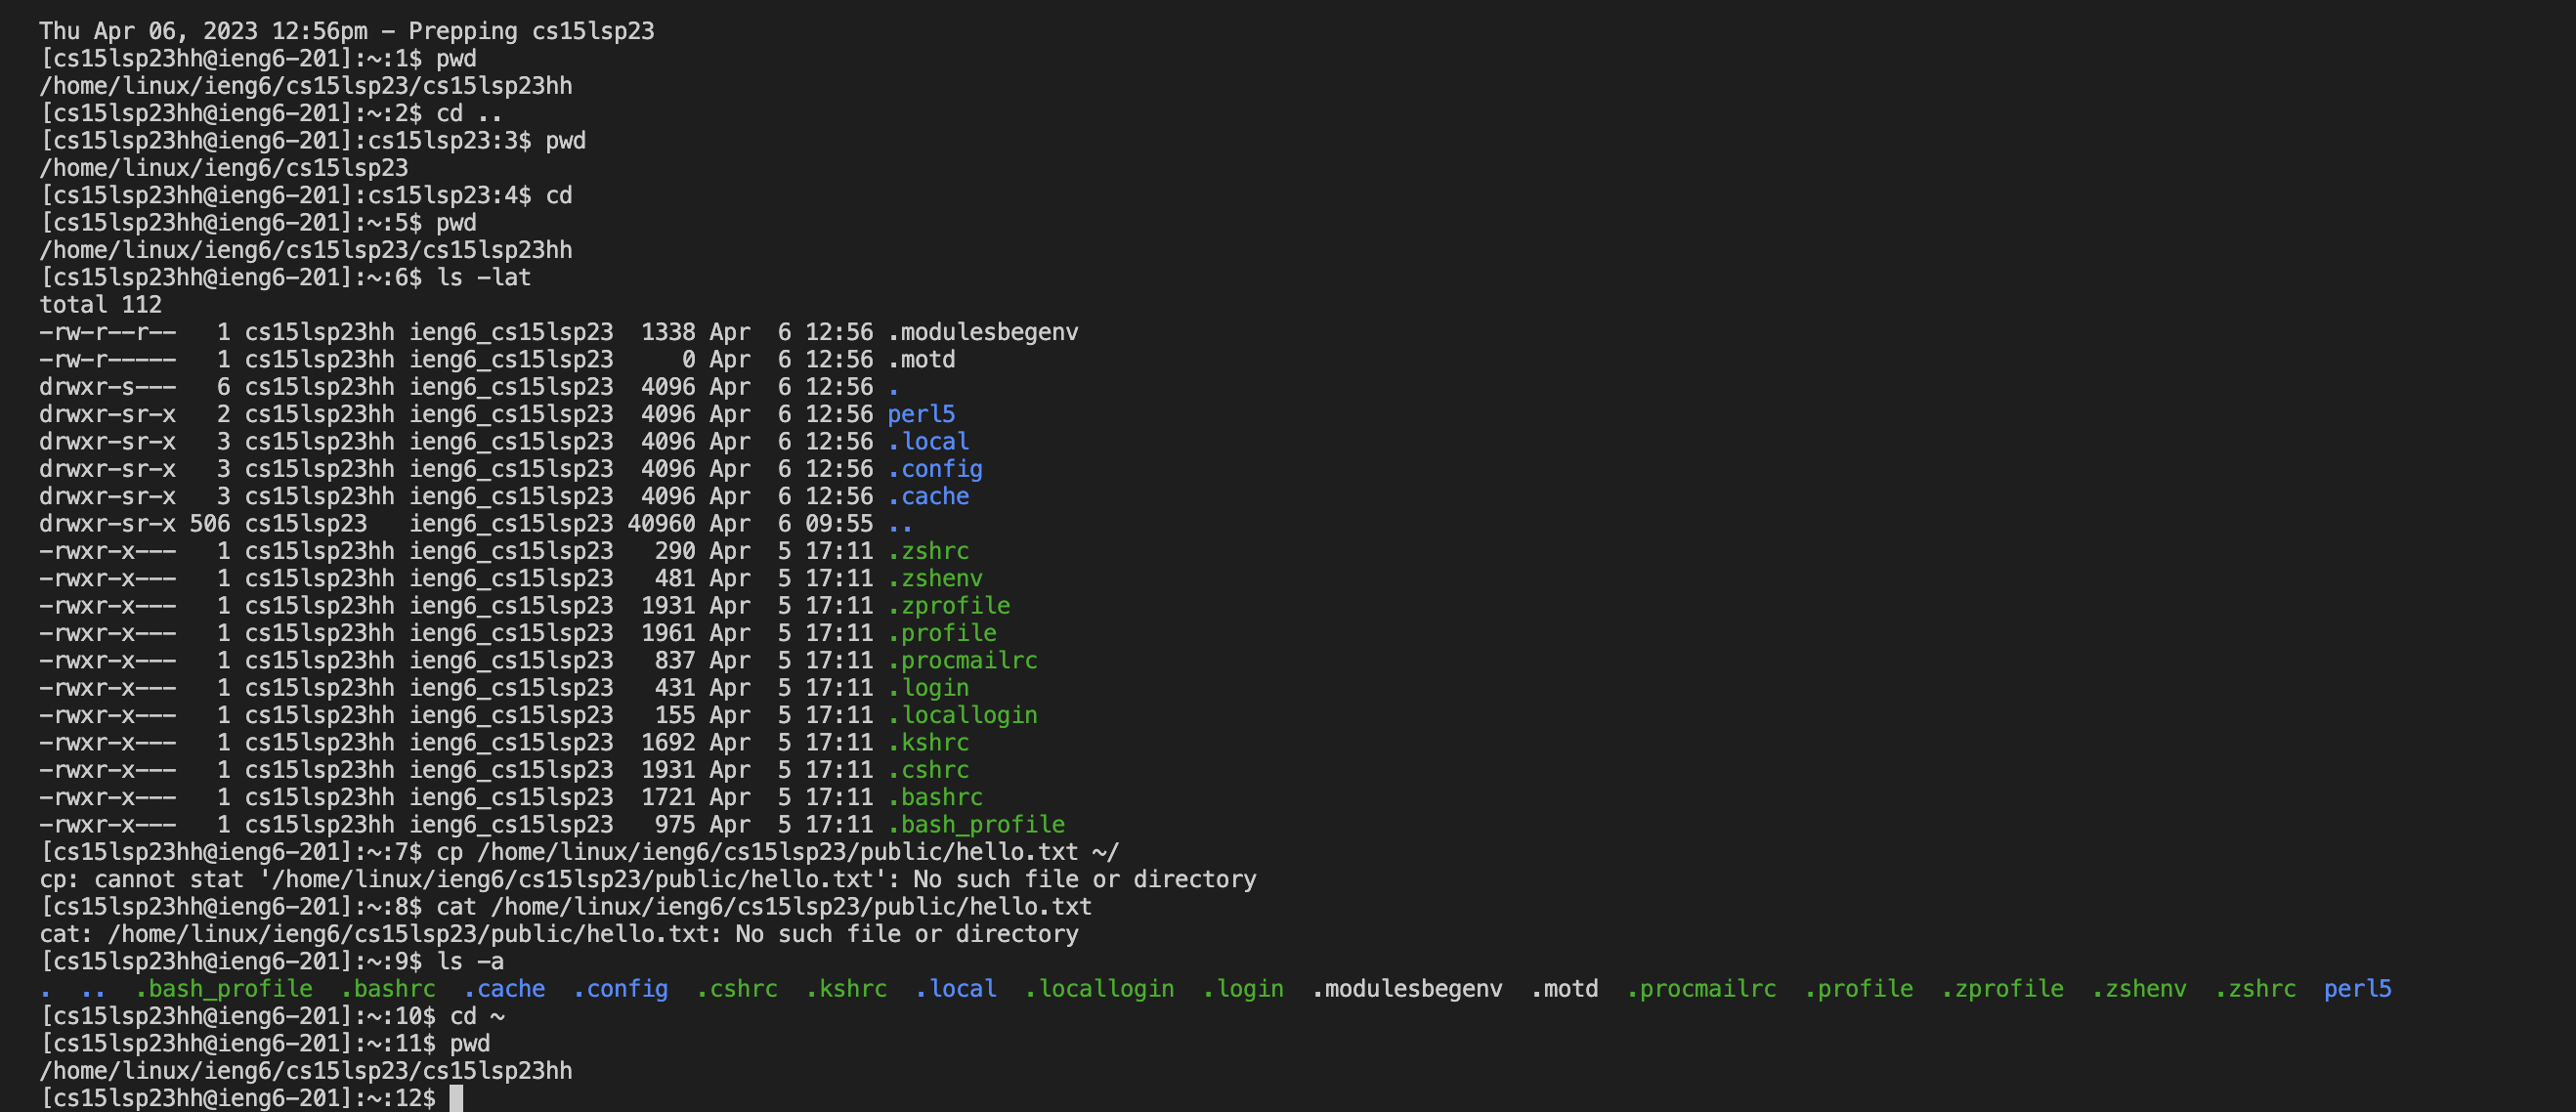 Thu Apr 06, 2023 12:56pm - Prepping cs15lsp23
[cs15lsp23hh@ieng6-201]:~:1$ pwd
/home/linux/ieng6/cs15lsp23/cs15lsp23hh
[cs15lsp23hh@ieng6-201]:~:2$ cd ..
[cs15lsp23hh@ieng6-201]:cs15lsp23:3$ pwd
/home/linux/ieng6/cs15lsp23
[cs15lsp23hh@ieng6-201]:cs15lsp23:4$ cd
[cs15lsp23hh@ieng6-201]:~:5$ pwd
/home/linux/ieng6/cs15lsp23/cs15lsp23hh
[cs15lsp23hh@ieng6-201]:~:6$ ls -lat
total 112
-rw-r--r--   1 cs15lsp23hh ieng6_cs15lsp23  1338 Apr  6 12:56 .modulesbegenv
-rw-r-----   1 cs15lsp23hh ieng6_cs15lsp23     0 Apr  6 12:56 .motd
drwxr-s---   6 cs15lsp23hh ieng6_cs15lsp23  4096 Apr  6 12:56 .
drwxr-sr-x   2 cs15lsp23hh ieng6_cs15lsp23  4096 Apr  6 12:56 perl5
drwxr-sr-x   3 cs15lsp23hh ieng6_cs15lsp23  4096 Apr  6 12:56 .local
drwxr-sr-x   3 cs15lsp23hh ieng6_cs15lsp23  4096 Apr  6 12:56 .config
drwxr-sr-x   3 cs15lsp23hh ieng6_cs15lsp23  4096 Apr  6 12:56 .cache
drwxr-sr-x 506 cs15lsp23   ieng6_cs15lsp23 40960 Apr  6 09:55 ..
-rwxr-x---   1 cs15lsp23hh ieng6_cs15lsp23   290 Apr  5 17:11 .zshrc
-rwxr-x---   1 cs15lsp23hh ieng6_cs15lsp23   481 Apr  5 17:11 .zshenv
-rwxr-x---   1 cs15lsp23hh ieng6_cs15lsp23  1931 Apr  5 17:11 .zprofile
-rwxr-x---   1 cs15lsp23hh ieng6_cs15lsp23  1961 Apr  5 17:11 .profile
-rwxr-x---   1 cs15lsp23hh ieng6_cs15lsp23   837 Apr  5 17:11 .procmailrc
-rwxr-x---   1 cs15lsp23hh ieng6_cs15lsp23   431 Apr  5 17:11 .login
-rwxr-x---   1 cs15lsp23hh ieng6_cs15lsp23   155 Apr  5 17:11 .locallogin
-rwxr-x---   1 cs15lsp23hh ieng6_cs15lsp23  1692 Apr  5 17:11 .kshrc
-rwxr-x---   1 cs15lsp23hh ieng6_cs15lsp23  1931 Apr  5 17:11 .cshrc
-rwxr-x---   1 cs15lsp23hh ieng6_cs15lsp23  1721 Apr  5 17:11 .bashrc
-rwxr-x---   1 cs15lsp23hh ieng6_cs15lsp23   975 Apr  5 17:11 .bash_profile
[cs15lsp23hh@ieng6-201]:~:7$ cp /home/linux/ieng6/cs15lsp23/public/hello.txt ~/
cp: cannot stat '/home/linux/ieng6/cs15lsp23/public/hello.txt': No such file or directory
[cs15lsp23hh@ieng6-201]:~:8$ cat /home/linux/ieng6/cs15lsp23/public/hello.txt
cat: /home/linux/ieng6/cs15lsp23/public/hello.txt: No such file or directory
[cs15lsp23hh@ieng6-201]:~:9$ ls -a
.  ..  .bash_profile  .bashrc  .cache  .config  .cshrc  .kshrc  .local  .locallogin  .login  .modulesbegenv  .motd  .procmailrc  .profile  .zprofile  .zshenv  .zshrc  perl5
[cs15lsp23hh@ieng6-201]:~:10$ cd ~
[cs15lsp23hh@ieng6-201]:~:11$ pwd
/home/linux/ieng6/cs15lsp23/cs15lsp23hh
[cs15lsp23hh@ieng6-201]:~:12$